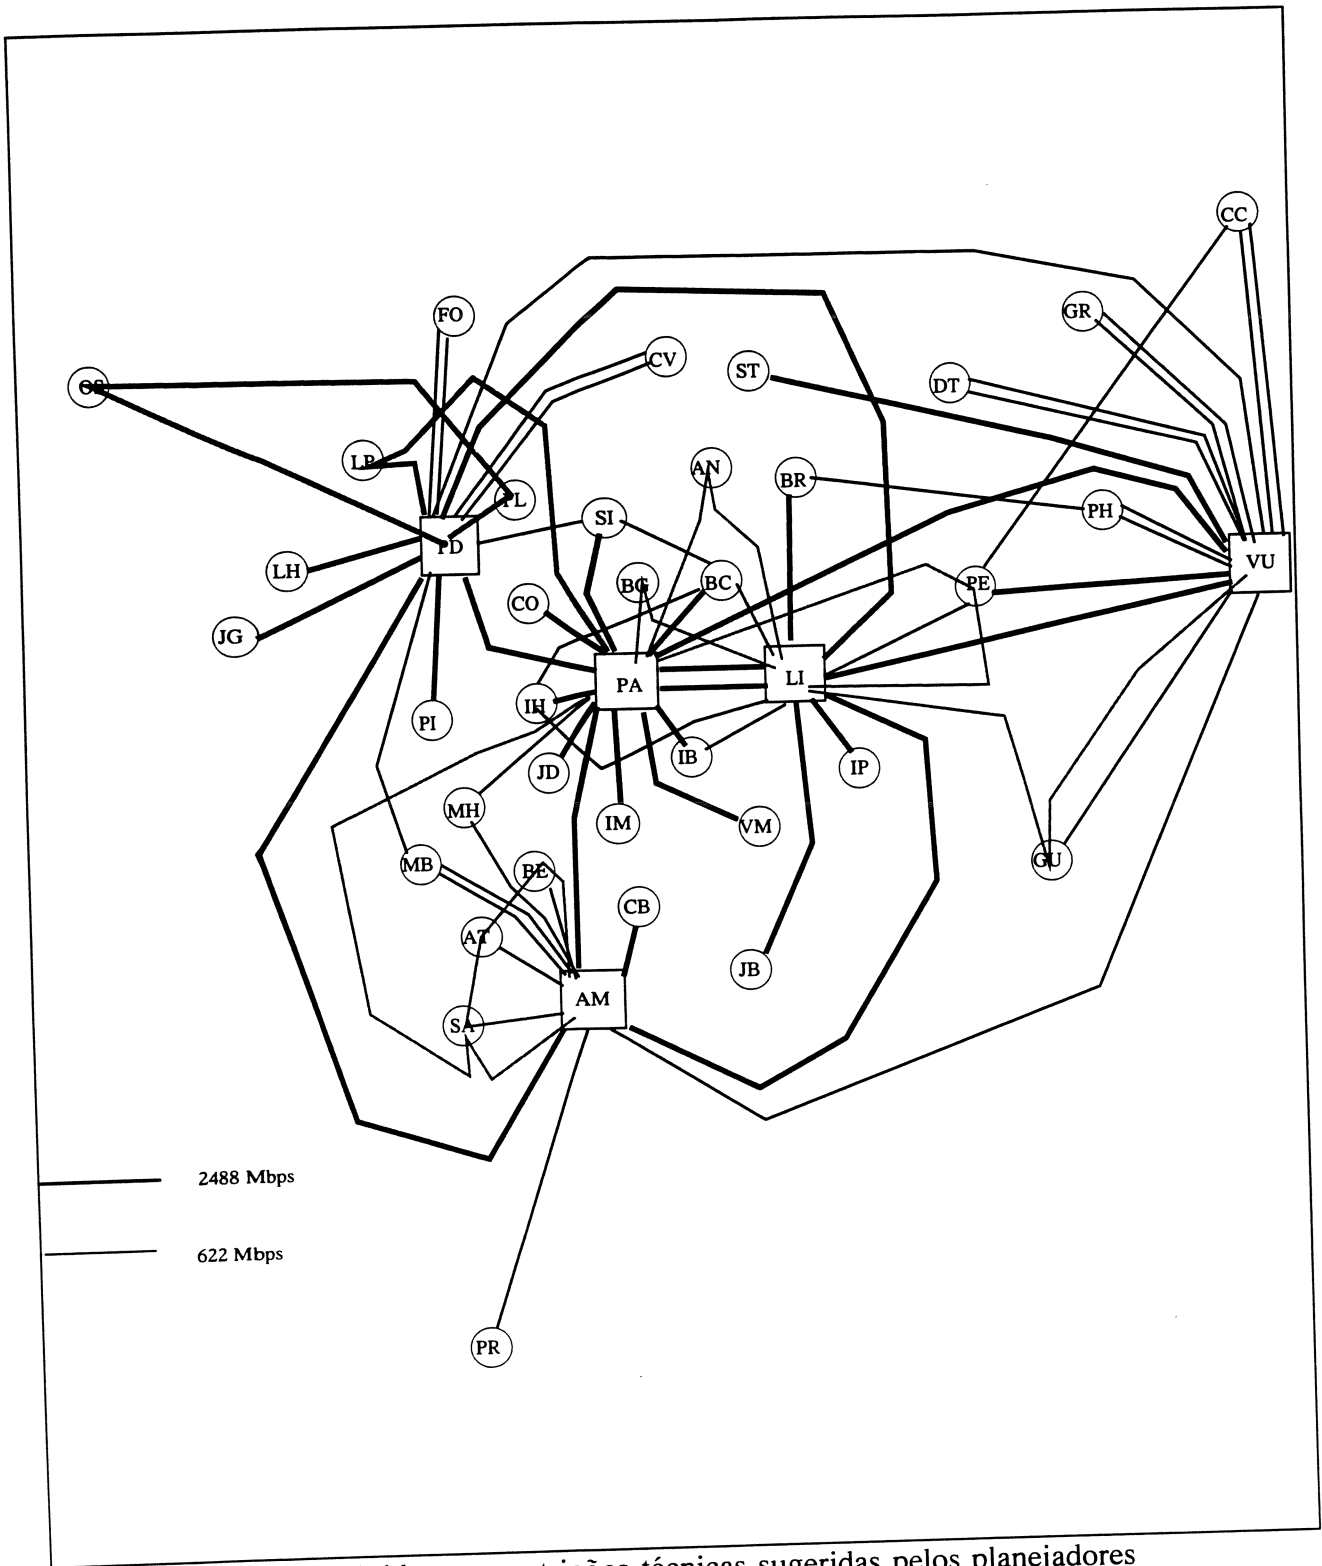 CC
FO
GR
CV
ST
DT
LP
AN
BR
PH
SI
PD
VU
LH
BG
BC
PE
CO
JG
PA
LI
IH
PI
IB
IP
JD
MH
IM
VM
MB
BE
GU
CB
AT
JB
AM
SA
2488 Mbps
622 Mbps
PR
técnicas sugeridas pelos planejadores